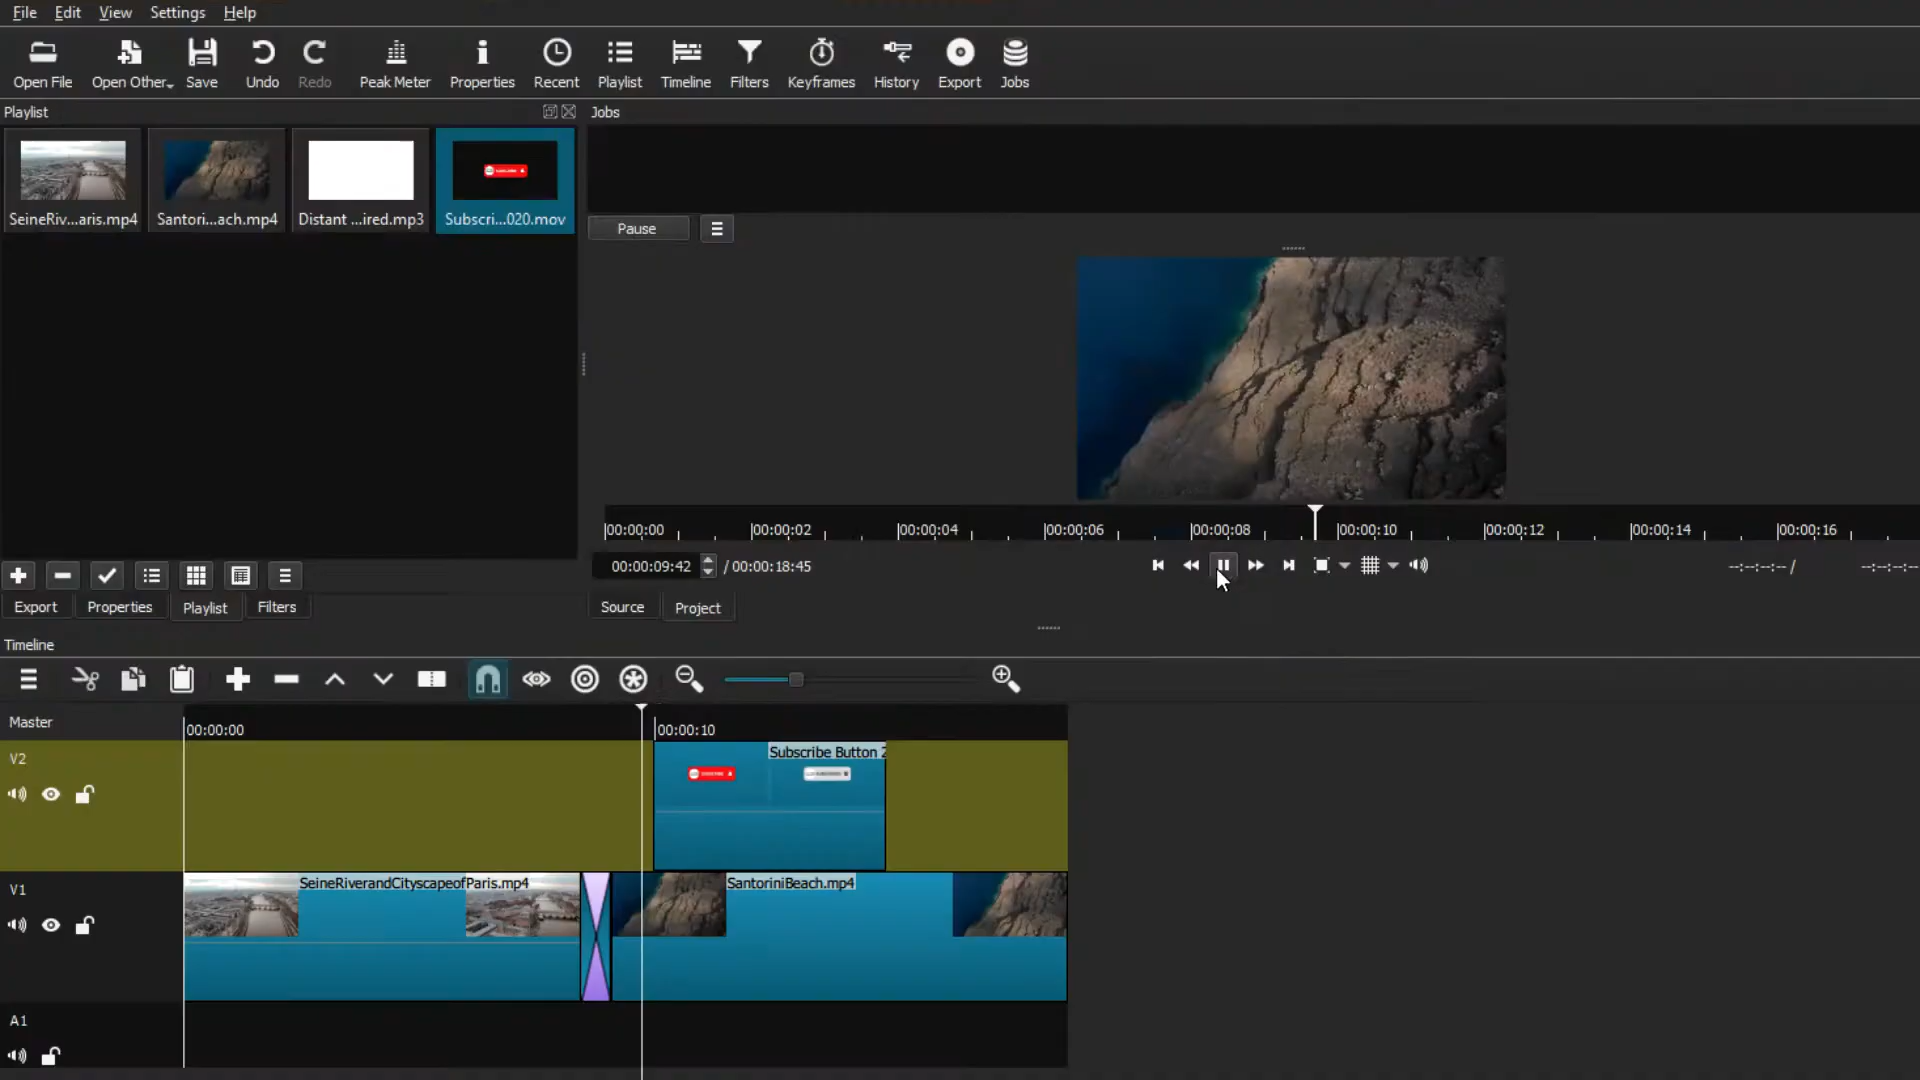 File Edit View Settings Help
Open File Open Other Save Undo Redo Peak Meter Properties Recent Playlist Timeline Filters Keyframes History Export Jobs
Playlist
Jobs
SeineRiv...aris.mp4 Santori...ach.mp4 Distant ...ired.mp3 Subscri...020.mov
Pause
00:00:00 00:00:02 00:00:04 00:00:06 00:00:08 00:00:10 00:00:12 00:00:14 00:00:16
00:00:09:42 / 00:00:18:45
--:--:--:-- / --:--:--:--
Export Properties Playlist Filters
Source Project
Timeline
Master
00:00:00 00:00:10
V2
Subscribe Button 2
V1
SeineRiverandCityscapeofParis.mp4
SantoriniBeach.mp4
A1